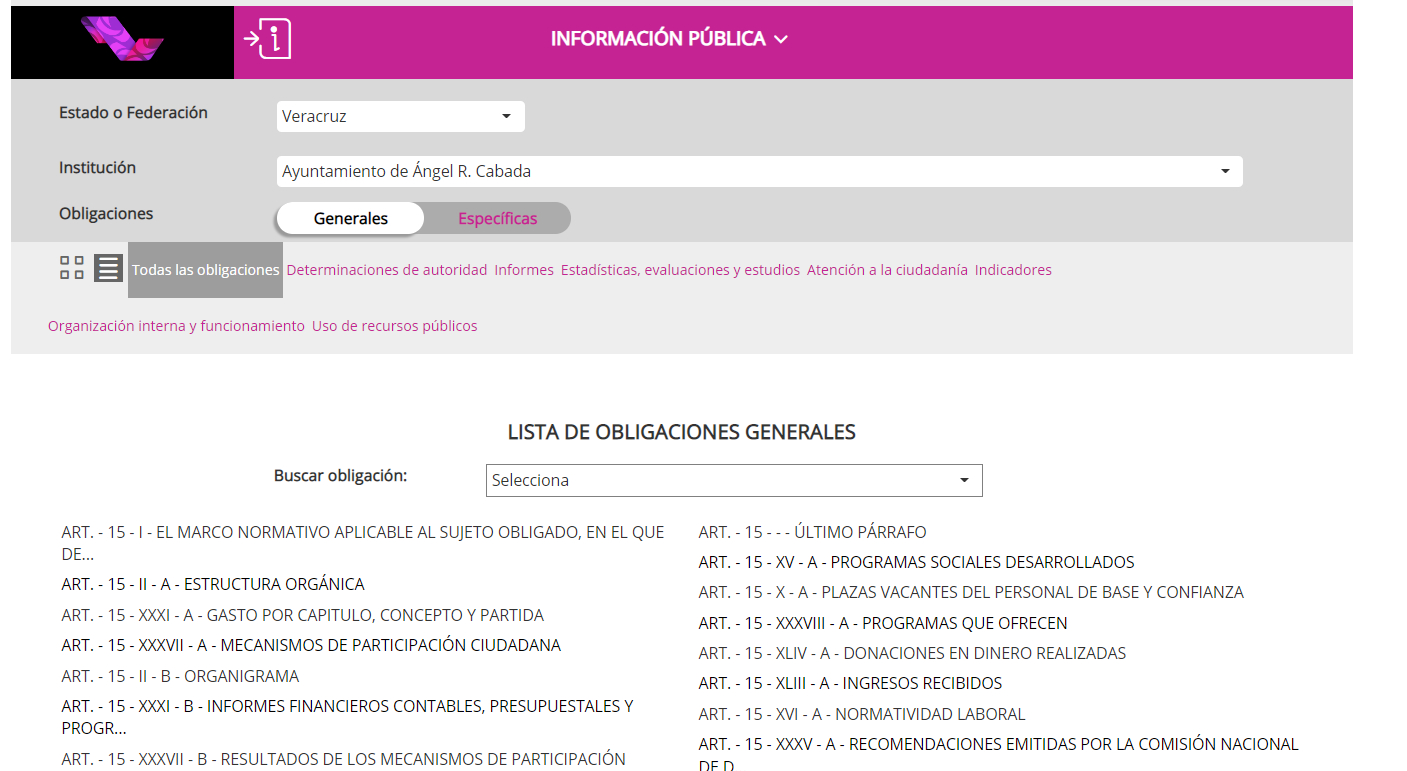 INFORMACIÓN PÚBLICA
Estado o Federación
Veracruz
Institución
Ayuntamiento de Ángel R. Cabada
Obligaciones
Generales
Específicas
Todas las obligaciones Determinaciones de autoridad Informes Estadísticas, evaluaciones y estudios Atención a la ciudadanía Indicadores
Organización interna y funcionamiento Uso de recursos públicos
LISTA DE OBLIGACIONES GENERALES
Buscar obligación:
Selecciona
ART. - 15 - I - EL MARCO NORMATIVO APLICABLE AL SUJETO OBLIGADO, EN EL QUE
DE...
ART. - 15 - II - A - ESTRUCTURA ORGÁNICA
ART. - 15 - XXXI - A - GASTO POR CAPITULO, CONCEPTO Y PARTIDA
ART. - 15 - XXXVII - A - MECANISMOS DE PARTICIPACIÓN CIUDADANA
ART. - 15 - II - B - ORGANIGRAMA
ART. - 15 - XXXI - B - INFORMES FINANCIEROS CONTABLES, PRESUPUESTALES Y
PROGR...
ART. - 15 - XXXVII - B - RESULTADOS DE LOS MECANISMOS DE PARTICIPACIÓN
ART. - 15 - - - ÚLTIMO PÁRRAFO
ART. - 15 - XV - A - PROGRAMAS SOCIALES DESARROLLADOS
ART. - 15 - X - A - PLAZAS VACANTES DEL PERSONAL DE BASE Y CONFIANZA
ART. - 15 - XXXVIII - A - PROGRAMAS QUE OFRECEN
ART. - 15 - XLIV - A - DONACIONES EN DINERO REALIZADAS
ART. - 15 - XLIII - A - INGRESOS RECIBIDOS
ART. - 15 - XVI - A - NORMATIVIDAD LABORAL
ART. - 15 - XXXV - A - RECOMENDACIONES EMITIDAS POR LA COMISIÓN NACIONAL
DE D